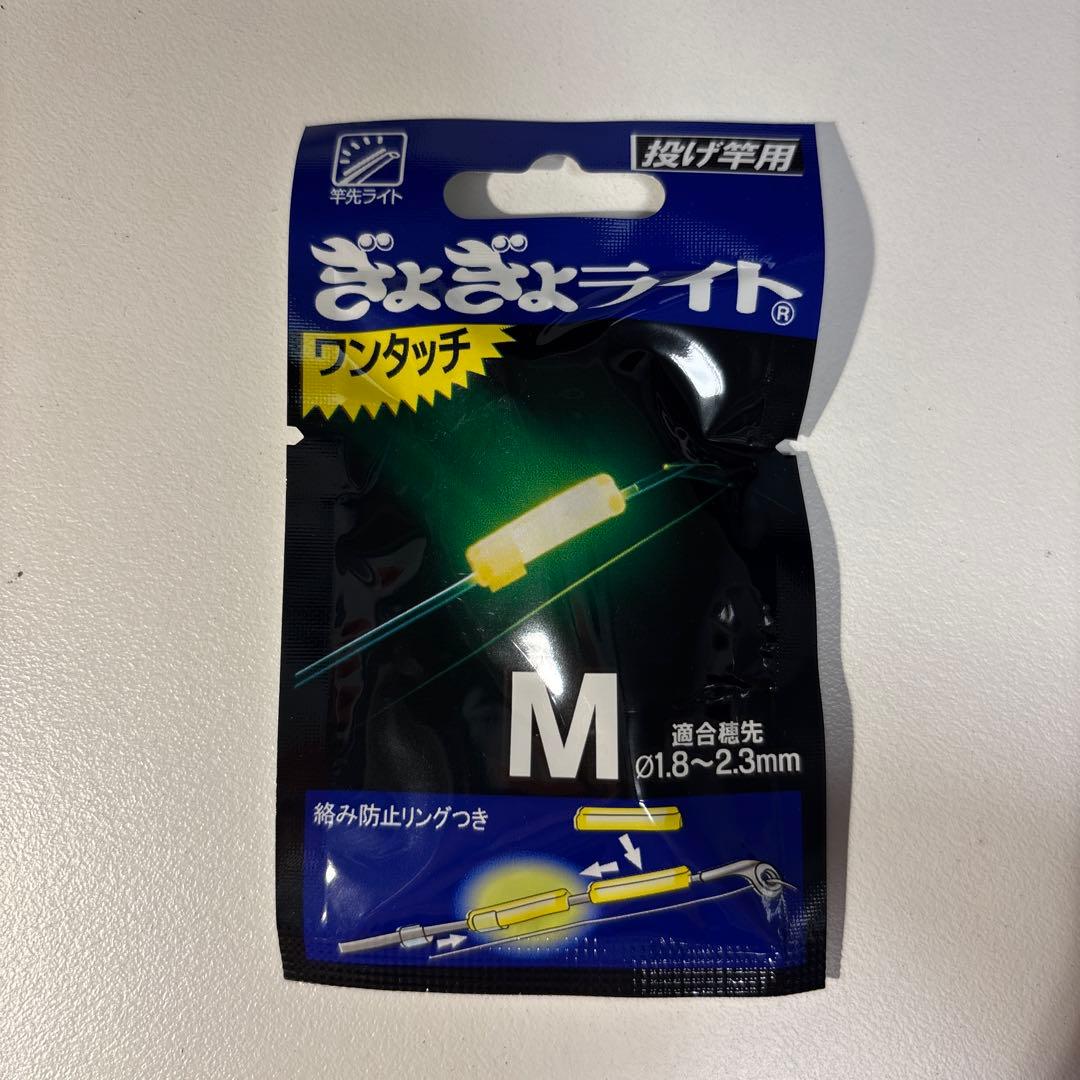 投げ竿用
竿先ライト
ぎょぎょライト®
ワンタッチ
M
適合穂先
Ø1.8～2.3mm
絡み防止リングつき